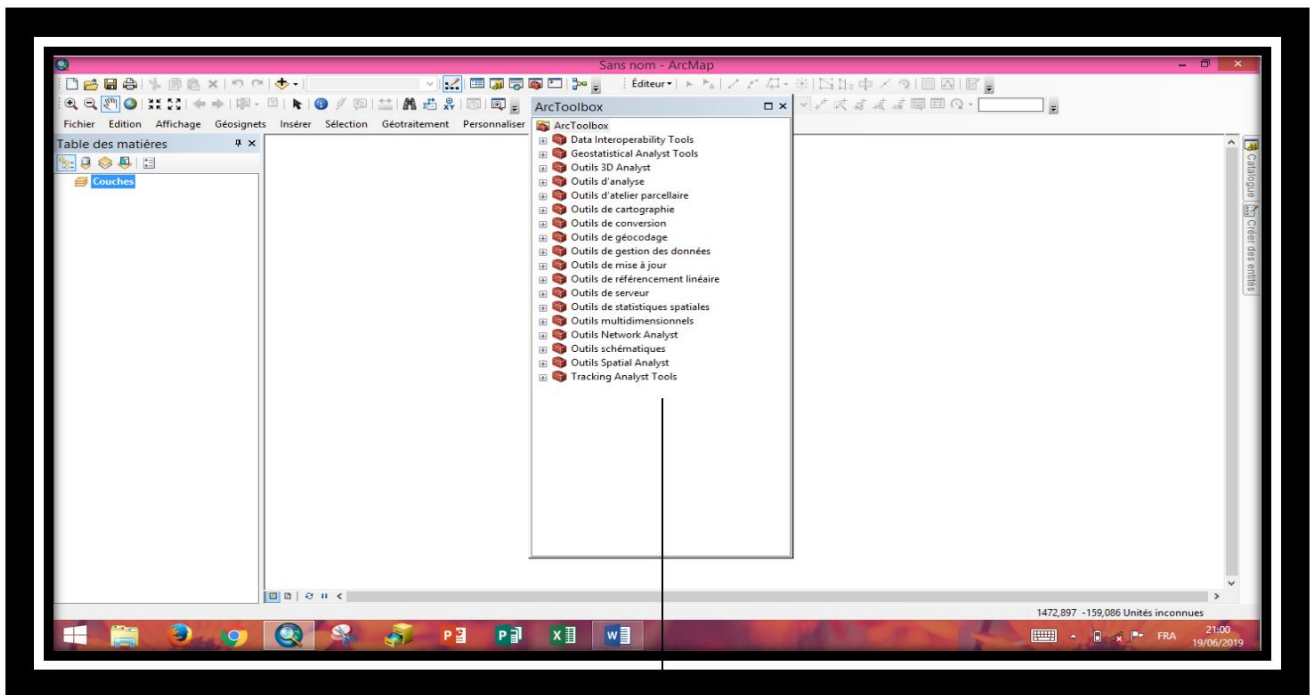 Sans nom - ArcMap
Éditeur
Fichier Edition Affichage Géosignets Insérer Sélection Géotraitement Personnaliser
Table des matières
Couches
ArcToolbox
ArcToolbox
Data Interoperability Tools
Geostatistical Analyst Tools
Outils 3D Analyst
Outils d'analyse
Outils d'atelier parcellaire
Outils de cartographie
Outils de conversion
Outils de géocodage
Outils de gestion des données
Outils de mise à jour
Outils de référencement linéaire
Outils de serveur
Outils de statistiques spatiales
Outils multidimensionnels
Outils Network Analyst
Outils schématiques
Outils Spatial Analyst
Tracking Analyst Tools
Catalogue
Créer des entités
1472,897 -159,086 Unités inconnues
FRA
21:00
19/06/2019